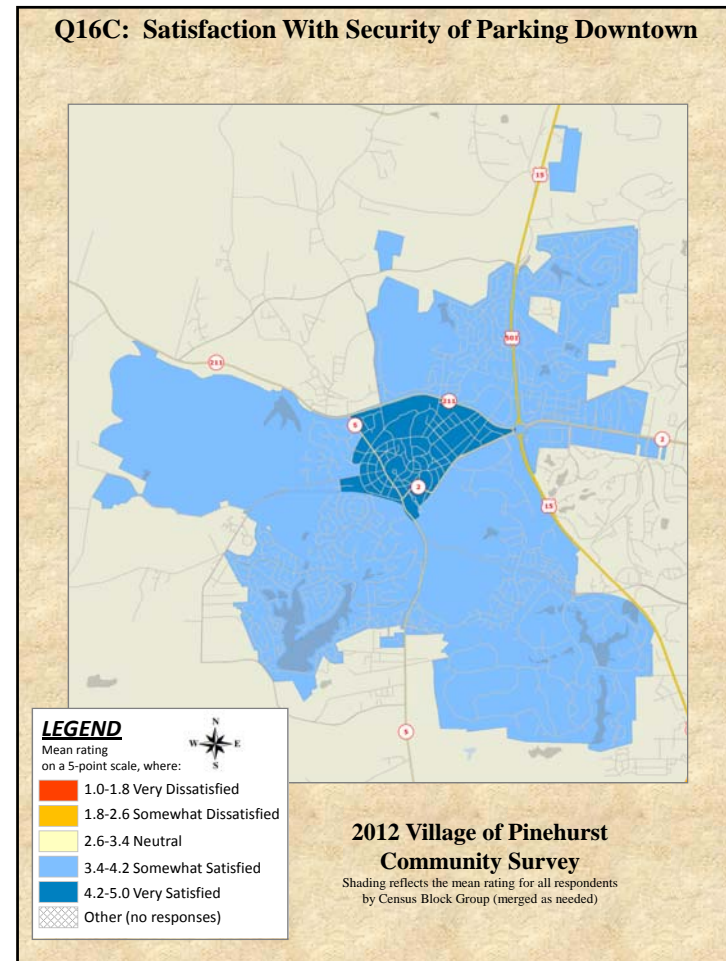 Q16C: Satisfaction With Security of Parking Downtown
15
501
211
211
5
2
2
15
5
LEGEND
Mean rating
on a 5-point scale, where:
N
W E
S
1.0-1.8 Very Dissatisfied
1.8-2.6 Somewhat Dissatisfied
2.6-3.4 Neutral
3.4-4.2 Somewhat Satisfied
4.2-5.0 Very Satisfied
Other (no responses)
2012 Village of Pinehurst
Community Survey
Shading reflects the mean rating for all respondents
by Census Block Group (merged as needed)